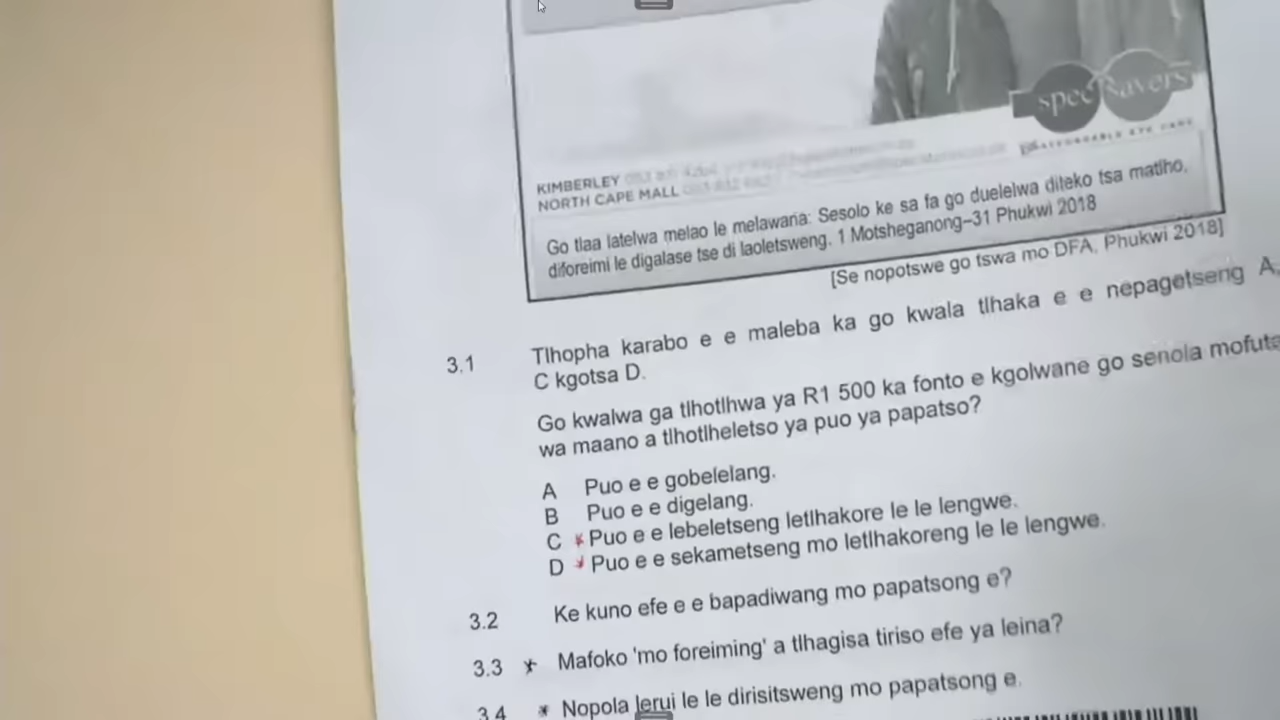 spec savers
AFFORDABLE EYE CARE
KIMBERLEY
NORTH CAPE MALL
Go tlaa latelwa melao le melawana: Sesolo ke sa fa go duelelwa diteko tsa matlho,
diforeimi le digalase tse di laoletsweng. 1 Motsheganong–31 Phukwi 2018
[Se nopotswe go tswa mo DFA, Phukwi 2018]
3.1 Tlhopha karabo e e maleba ka go kwala tlhaka e e nepagetseng A,
C kgotsa D.
Go kwalwa ga tlhotlhwa ya R1 500 ka fonto e kgolwane go senola mofuta
wa maano a tlhotlheletso ya puo ya papatso?
A Puo e e gobelelang.
B Puo e e digelang.
C * Puo e e lebeletseng letlhakore le le lengwe.
D * Puo e e sekametseng mo letlhakoreng le le lengwe.
3.2 Ke kuno efe e e bapadiwang mo papatsong e?
3.3 * Mafoko 'mo foreiming' a tlhagisa tiriso efe ya leina?
3.4 * Nopola lerui le le dirisitsweng mo papatsong e.